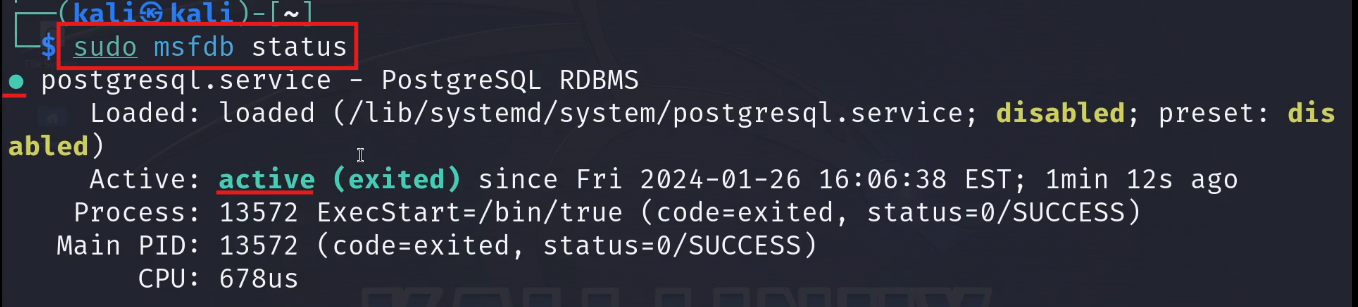 ┌──(kali㉿kali)-[~]
└─$ sudo msfdb status
● postgresql.service - PostgreSQL RDBMS
Loaded: loaded (/lib/systemd/system/postgresql.service; disabled; preset: dis
abled)
Active: active (exited) since Fri 2024-01-26 16:06:38 EST; 1min 12s ago
Process: 13572 ExecStart=/bin/true (code=exited, status=0/SUCCESS)
Main PID: 13572 (code=exited, status=0/SUCCESS)
CPU: 678us